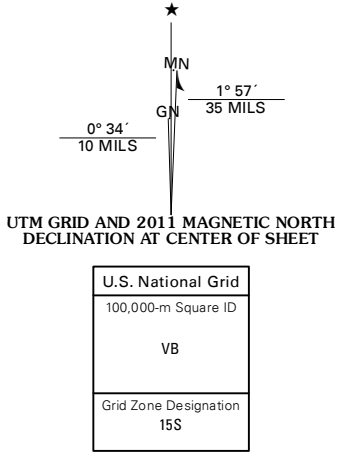 ★
MN
1° 57´
GN
35 MILS
0° 34´
10 MILS
UTM GRID AND 2011 MAGNETIC NORTH
DECLINATION AT CENTER OF SHEET
U.S. National Grid
100,000-m Square ID
VB
Grid Zone Designation
15S